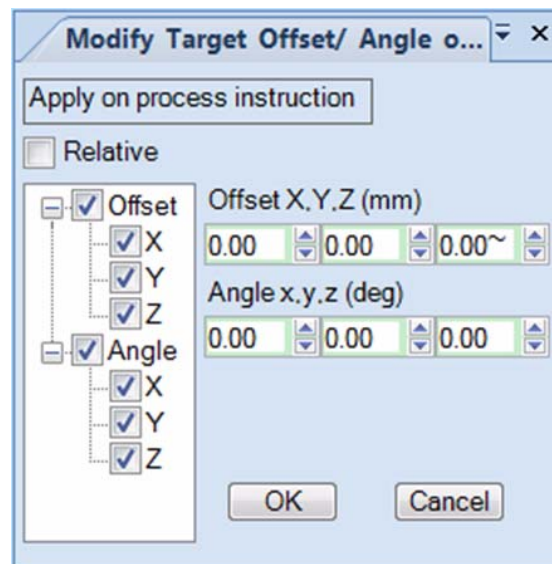 Modify Target Offset/ Angle o...
Apply on process instruction
Relative
Offset
X
Y
Z
Angle
X
Y
Z
Offset X,Y,Z (mm)
0.00 0.00 0.00~
Angle x,y,z (deg)
0.00 0.00 0.00
OK Cancel